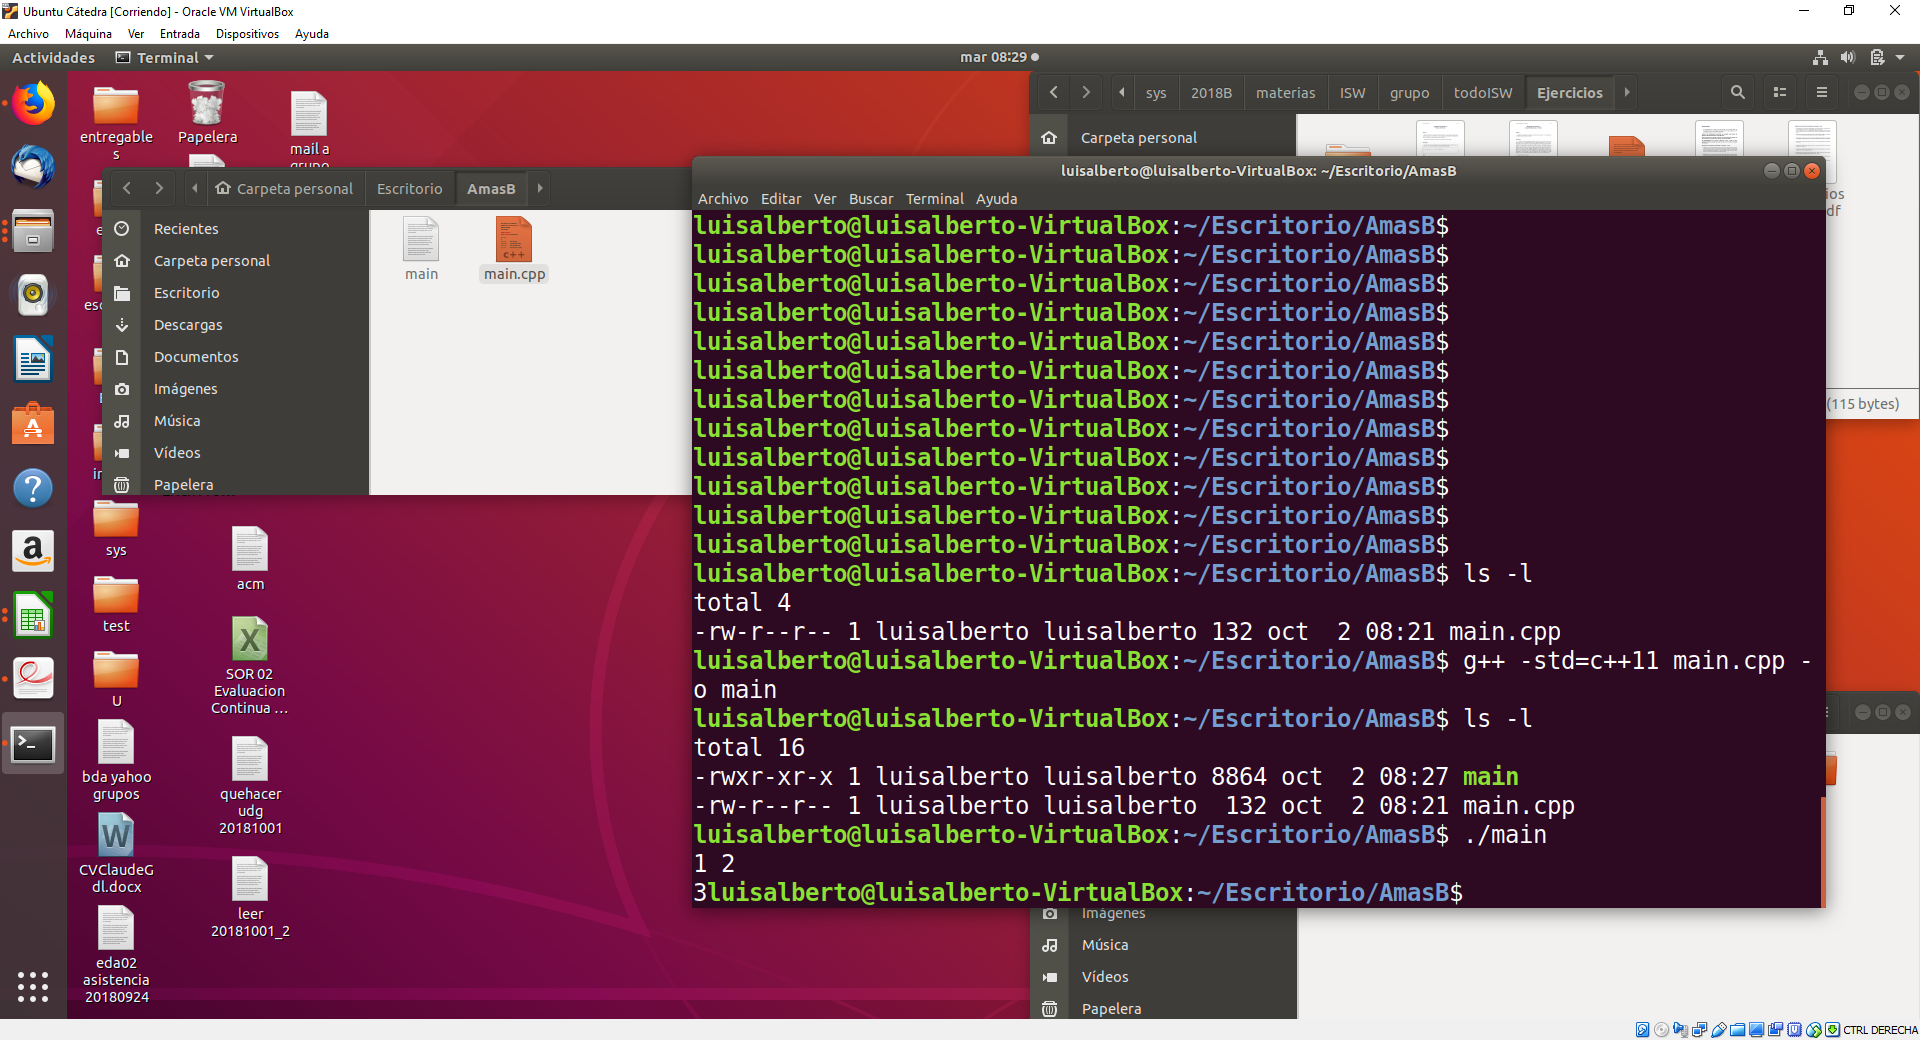 Ubuntu Cátedra [Corriendo] - Oracle VM VirtualBox
Archivo Máquina Ver Entrada Dispositivos Ayuda
Actividades Terminal mar 08:29
entregables
Papelera
mail a
grupo
sys 2018B materias ISW grupo todoISW Ejercicios
Carpeta personal
Carpeta personal Escritorio AmasB
Recientes
Carpeta personal
Escritorio
Descargas
Documentos
Imágenes
Música
Vídeos
Papelera
main
main.cpp
C++
luisalberto@luisalberto-VirtualBox: ~/Escritorio/AmasB
Archivo Editar Ver Buscar Terminal Ayuda
luisalberto@luisalberto-VirtualBox:~/Escritorio/AmasB$
luisalberto@luisalberto-VirtualBox:~/Escritorio/AmasB$
luisalberto@luisalberto-VirtualBox:~/Escritorio/AmasB$
luisalberto@luisalberto-VirtualBox:~/Escritorio/AmasB$
luisalberto@luisalberto-VirtualBox:~/Escritorio/AmasB$
luisalberto@luisalberto-VirtualBox:~/Escritorio/AmasB$
luisalberto@luisalberto-VirtualBox:~/Escritorio/AmasB$
luisalberto@luisalberto-VirtualBox:~/Escritorio/AmasB$
luisalberto@luisalberto-VirtualBox:~/Escritorio/AmasB$
luisalberto@luisalberto-VirtualBox:~/Escritorio/AmasB$
luisalberto@luisalberto-VirtualBox:~/Escritorio/AmasB$
luisalberto@luisalberto-VirtualBox:~/Escritorio/AmasB$
luisalberto@luisalberto-VirtualBox:~/Escritorio/AmasB$ ls -l
total 4
-rw-r--r-- 1 luisalberto luisalberto 132 oct  2 08:21 main.cpp
luisalberto@luisalberto-VirtualBox:~/Escritorio/AmasB$ g++ -std=c++11 main.cpp -
o main
luisalberto@luisalberto-VirtualBox:~/Escritorio/AmasB$ ls -l
total 16
-rwxr-xr-x 1 luisalberto luisalberto 8864 oct  2 08:27 main
-rw-r--r-- 1 luisalberto luisalberto  132 oct  2 08:21 main.cpp
luisalberto@luisalberto-VirtualBox:~/Escritorio/AmasB$ ./main
1 2
3luisalberto@luisalberto-VirtualBox:~/Escritorio/AmasB$
ios
df
(115 bytes)
sys
acm
test
SOR 02
Evaluacion
Continua ...
U
bda yahoo
grupos
quehacer
udg
20181001
CVClaudeG
dl.docx
leer
20181001_2
eda02
asistencia
20180924
Imágenes
Música
Vídeos
Papelera
CTRL DERECHA